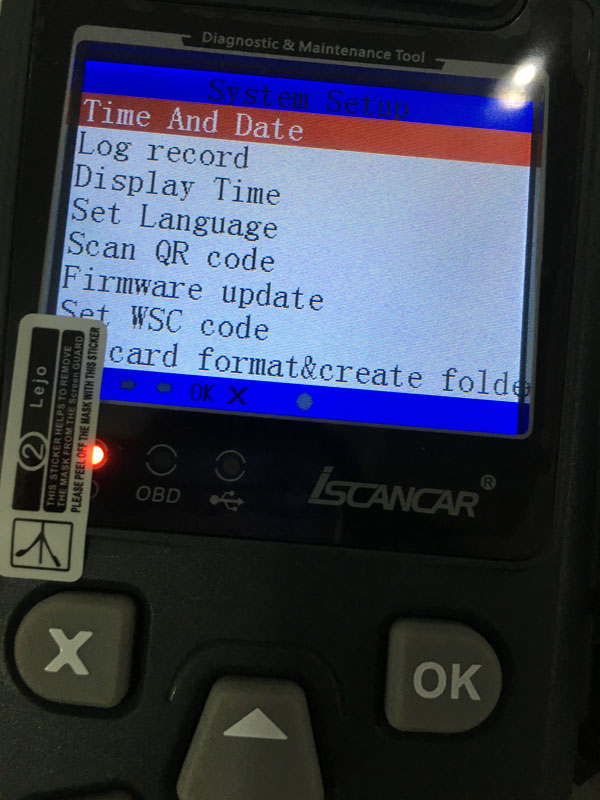 Diagnostic & Maintenance Tool
System Setup
Time And Date
Log record
Display Time
Set Language
Scan QR code
Firmware update
Set WSC code
card format&create folde
OK X
OBD
iSCANCAR®
② Lejo
THIS STICKER HELPS TO REMOVE
THE MASK FROM THE Screen GUARD
PLEASE PEEL OFF THE MASK WITH THIS STICKER
X
OK